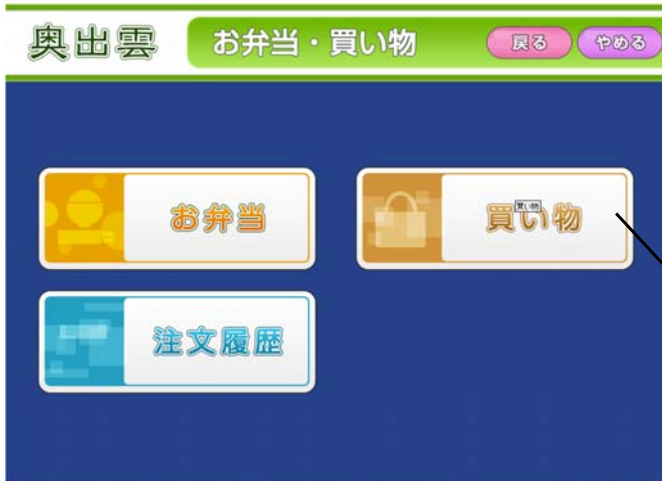 奥出雲 お弁当・買い物 戻る やめる
お弁当 買い物
買い物
注文履歴